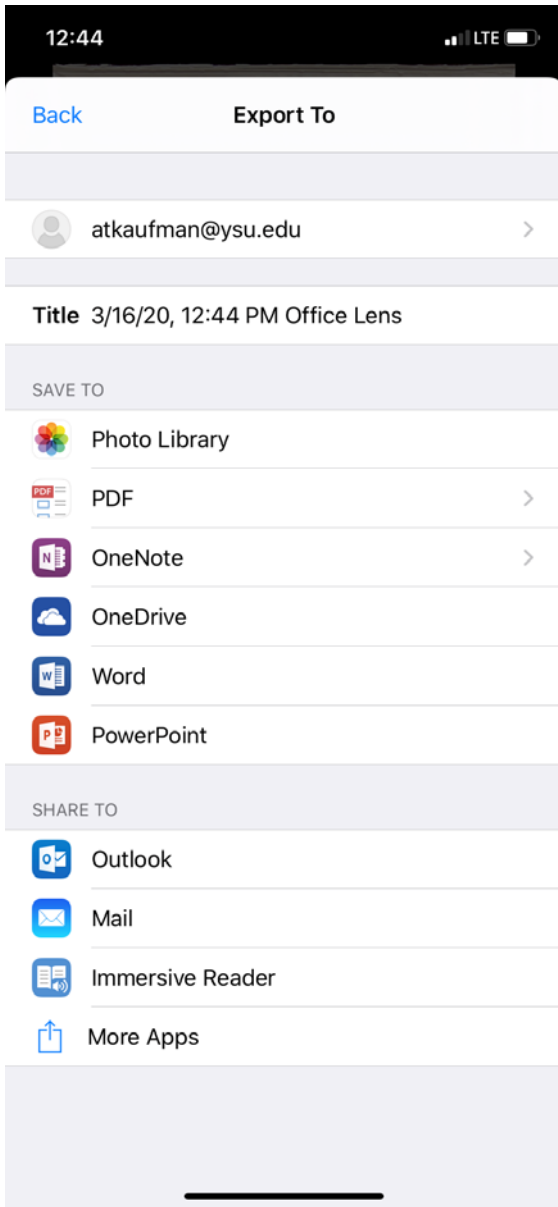 12:44 LTE
Back Export To
atkaufman@ysu.edu
Title 3/16/20, 12:44 PM Office Lens
SAVE TO
Photo Library
PDF PDF
N OneNote
OneDrive
W Word
P PowerPoint
SHARE TO
O Outlook
Mail
Immersive Reader
More Apps